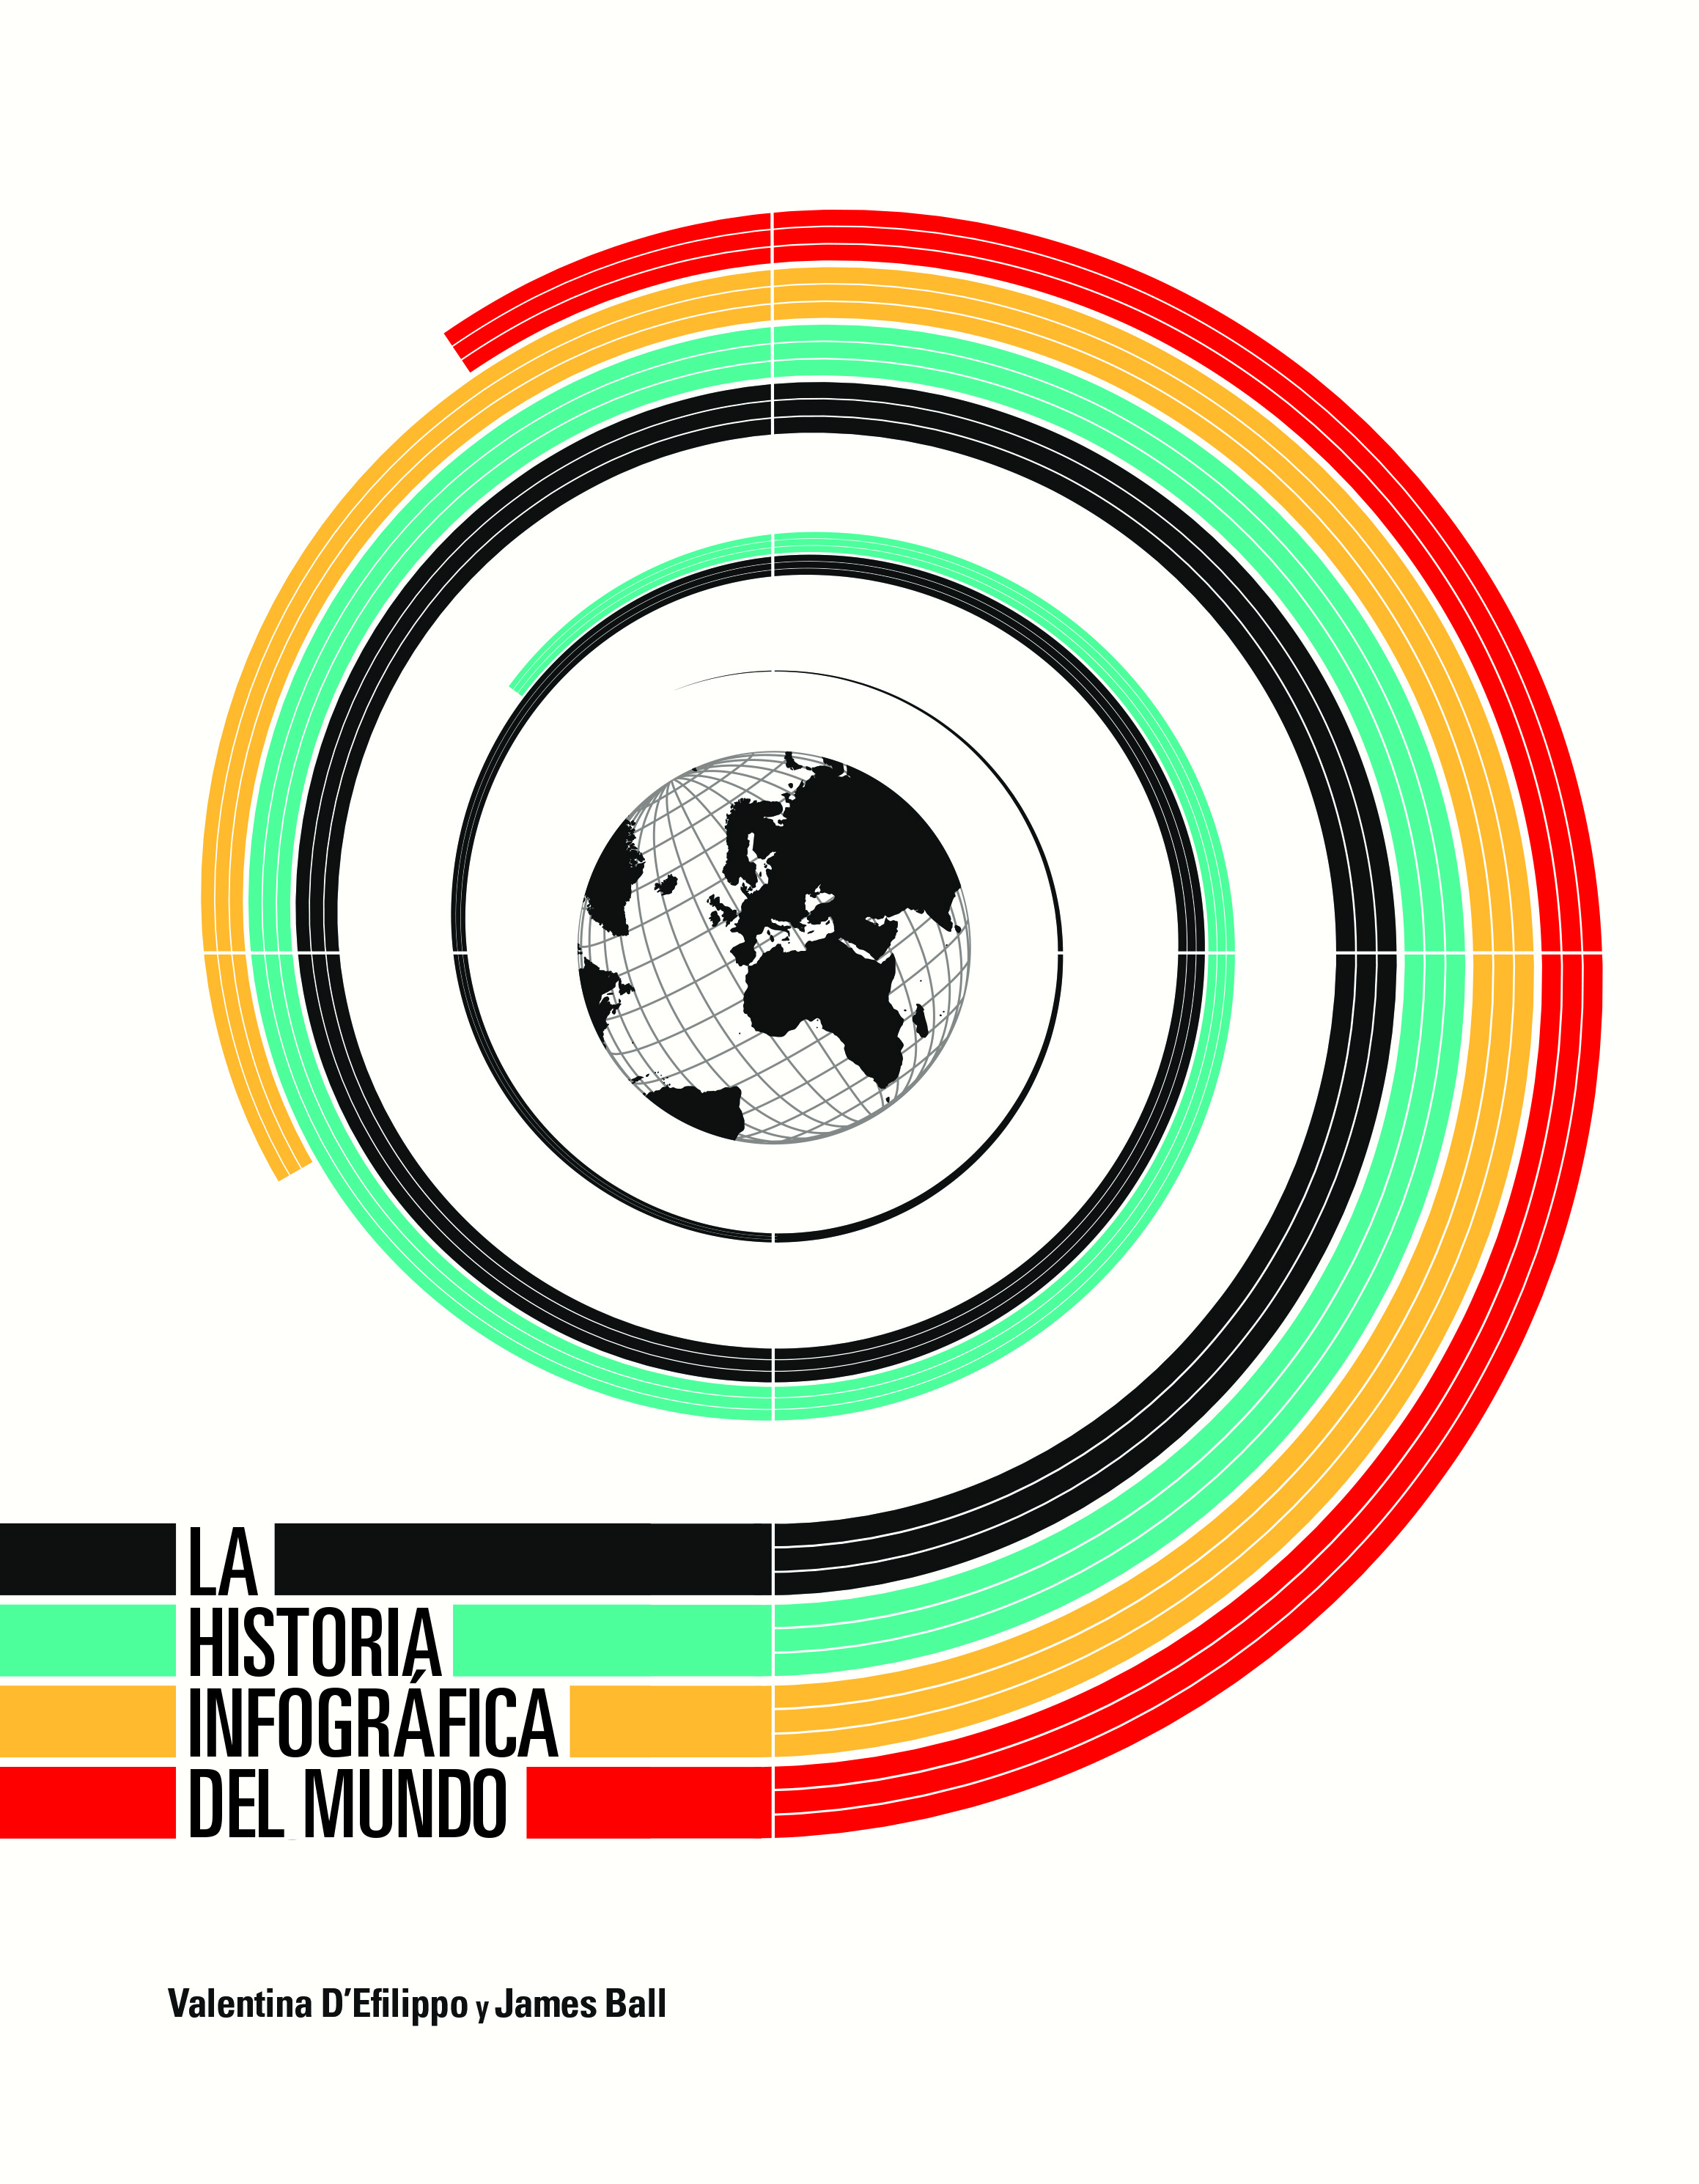 LA
HISTORIA
INFOGRÁFICA
DEL MUNDO
Valentina D’Efilippo y James Ball